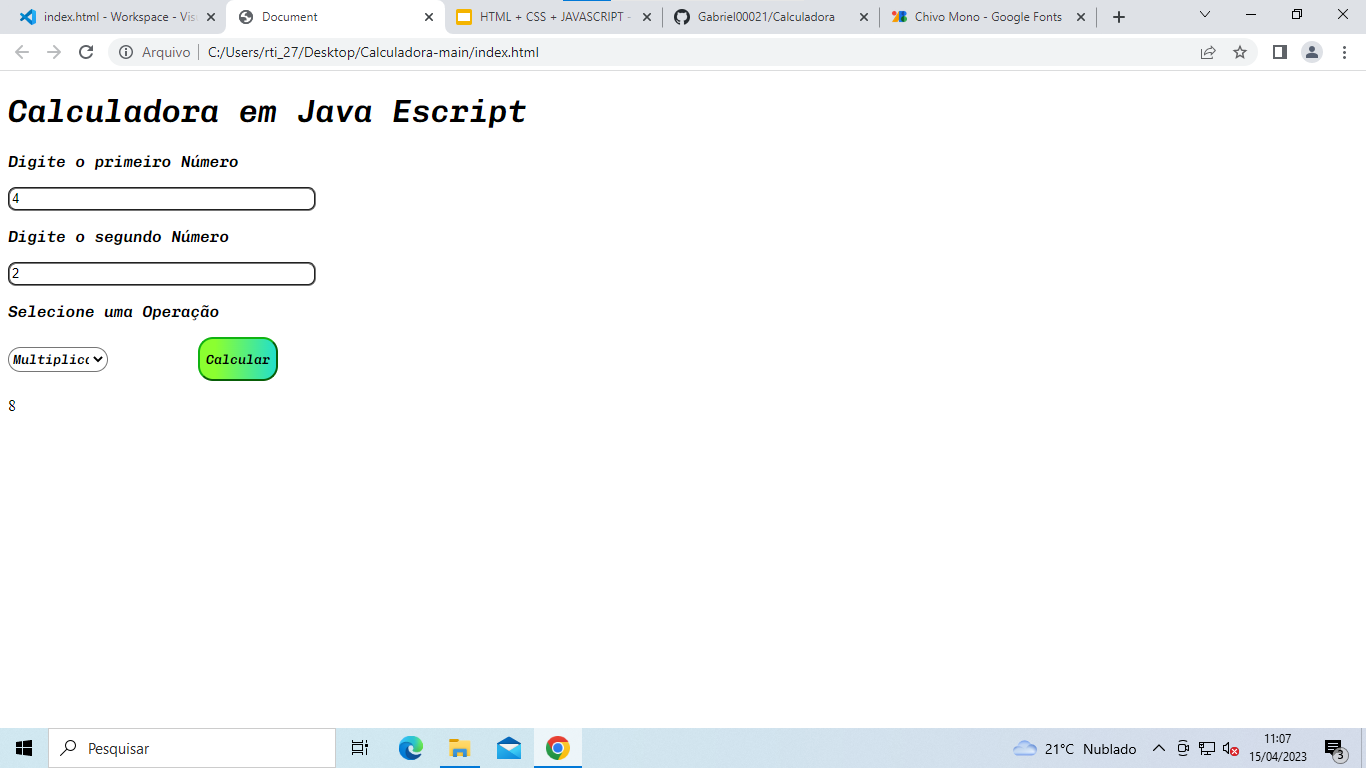 index.html - Workspace - Vis
Document
HTML + CSS + JAVASCRIPT -
Gabriel00021/Calculadora
Chivo Mono - Google Fonts
Arquivo
C:/Users/rti_27/Desktop/Calculadora-main/index.html
Calculadora em Java Escript
Digite o primeiro Número
4
Digite o segundo Número
2
Selecione uma Operação
Multiplica
Calcular
8
Pesquisar
21°C Nublado
11:07
15/04/2023
3